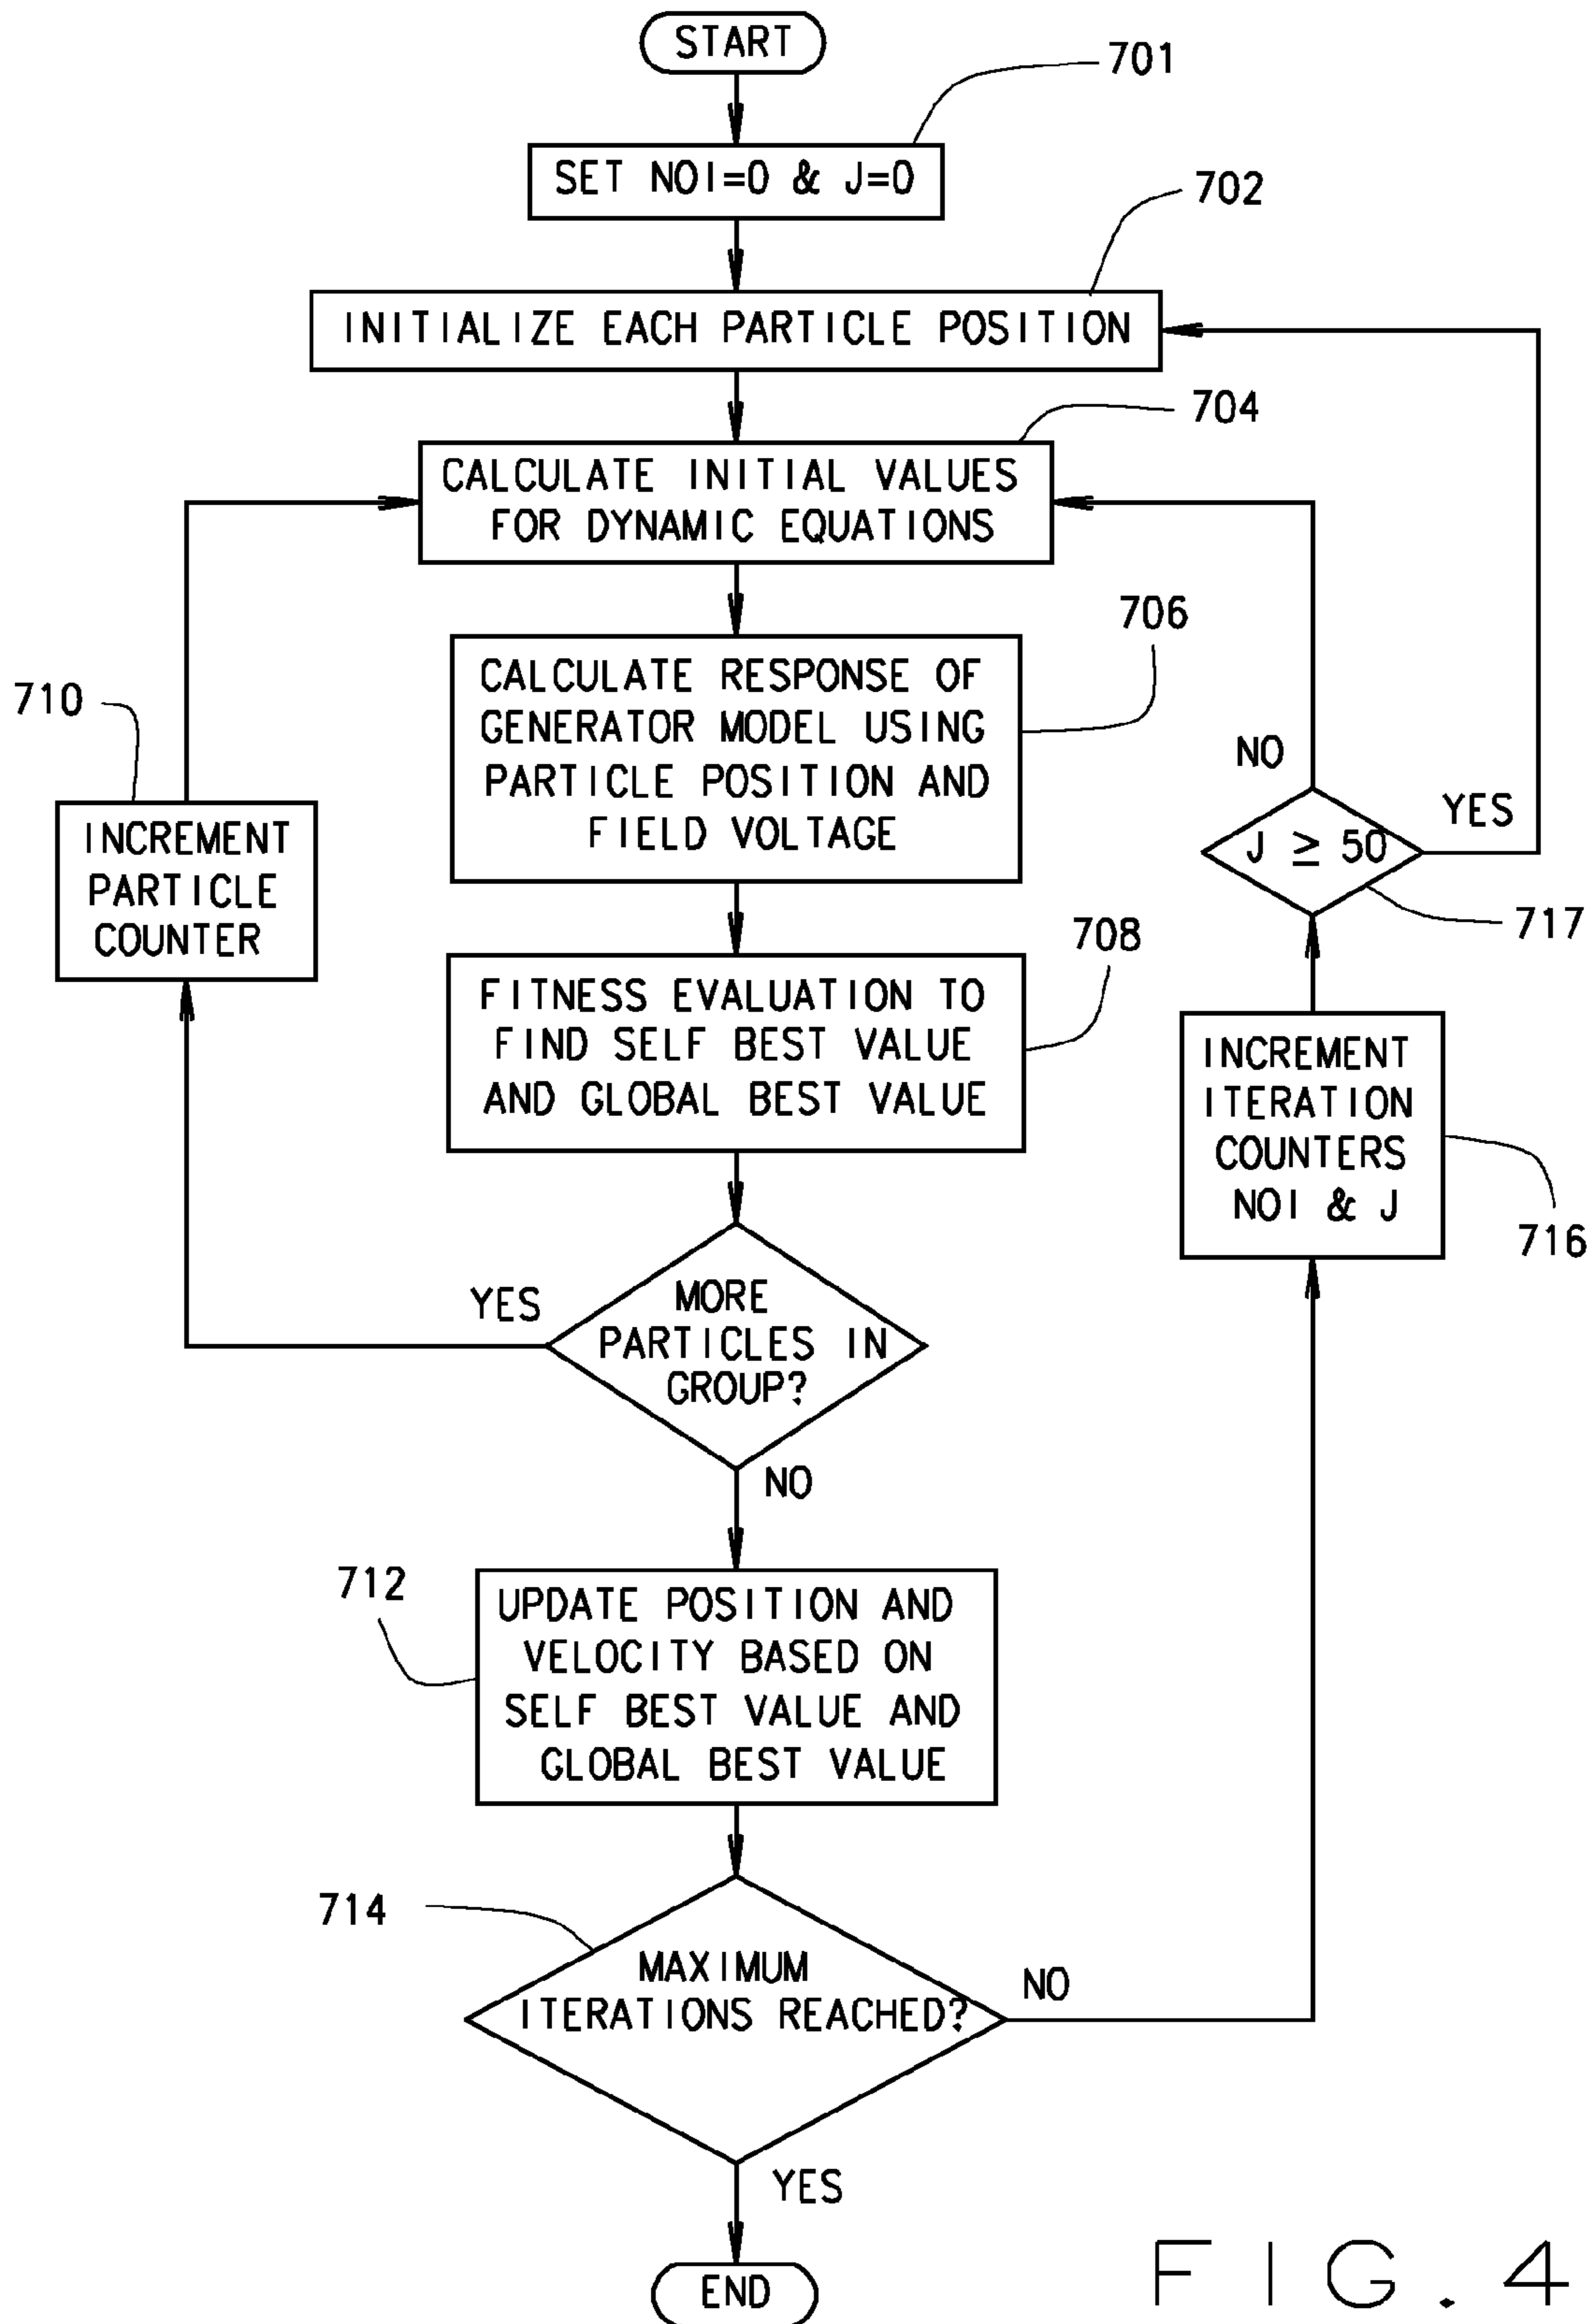 START
701
SET NOI=0 & J=0
702
INITIALIZE EACH PARTICLE POSITION
704
CALCULATE INITIAL VALUES
FOR DYNAMIC EQUATIONS
706
CALCULATE RESPONSE OF
GENERATOR MODEL USING
PARTICLE POSITION AND
FIELD VOLTAGE
710
INCREMENT
PARTICLE
COUNTER
NO
YES
J ≥ 50
717
708
FITNESS EVALUATION TO
FIND SELF BEST VALUE
AND GLOBAL BEST VALUE
INCREMENT
ITERATION
COUNTERS
NOI & J
716
YES
MORE
PARTICLES IN
GROUP?
NO
712
UPDATE POSITION AND
VELOCITY BASED ON
SELF BEST VALUE AND
GLOBAL BEST VALUE
714
MAXIMUM
ITERATIONS REACHED?
NO
YES
END
FIG. 4